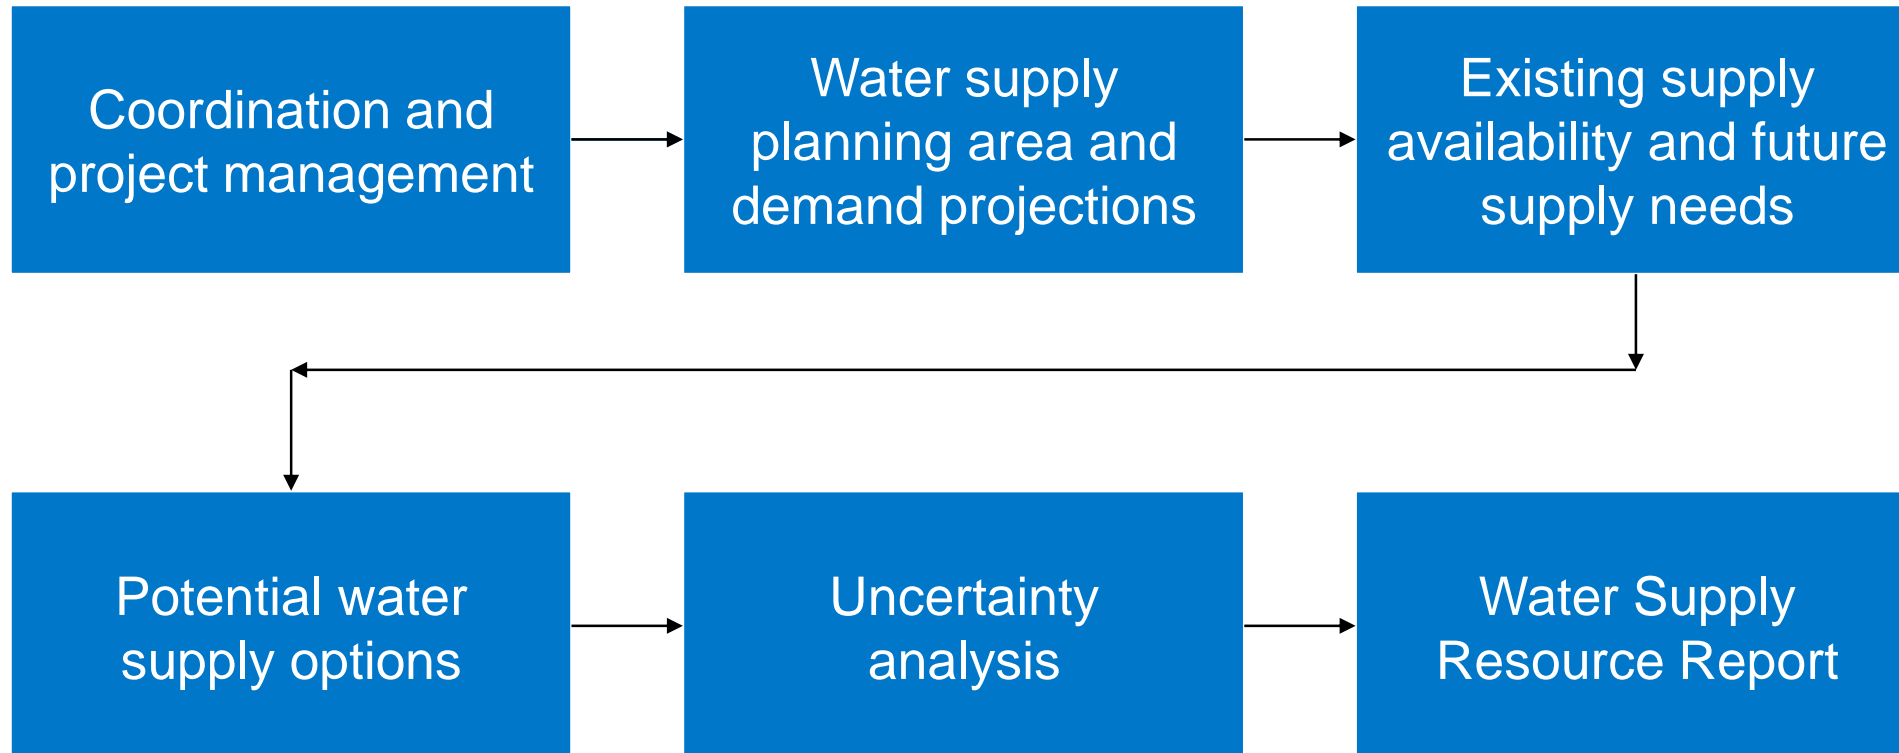 Coordination and
project management
Water supply
planning area and
demand projections
Existing supply
availability and future
supply needs
Potential water
supply options
Uncertainty
analysis
Water Supply
Resource Report